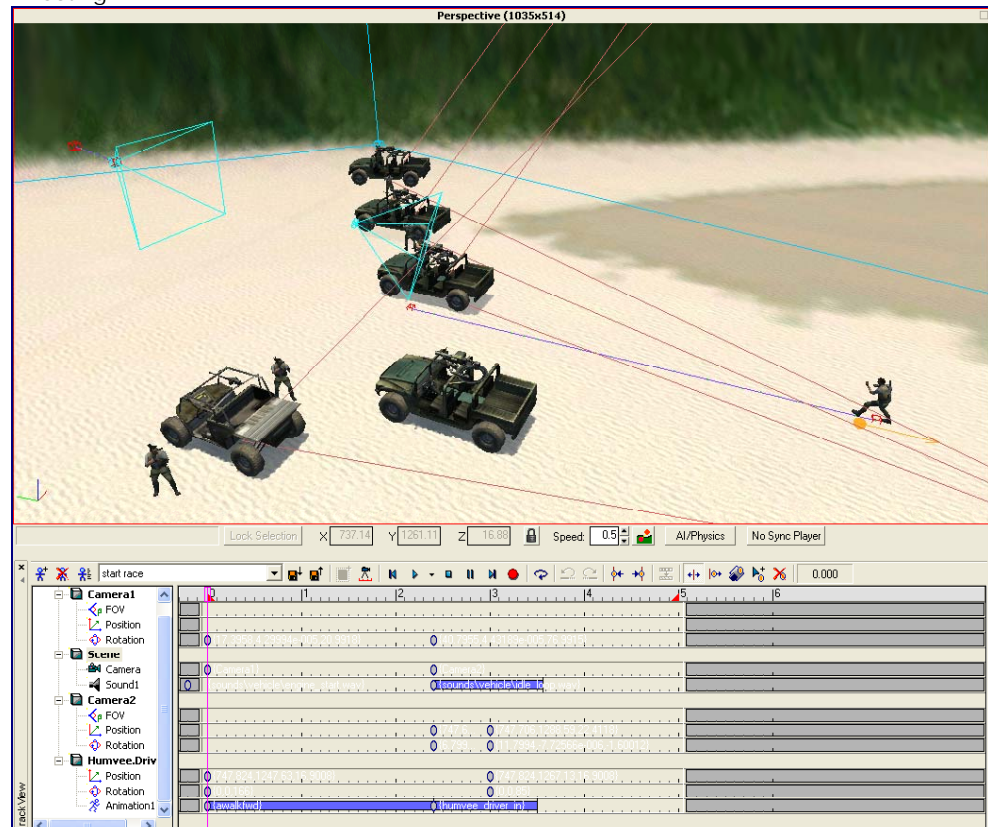 Perspective (1035x514)
Lock Selection X 737.14 Y 1261.11 Z 16.88 Speed: 0.5 AI/Physics No Sync Player
start race 0.000
Camera1 0 1 2 3 4 5 6
FOV
Position
Rotation
Scene
Camera {Camera1} {Camera2}
Sound1 {sounds\vehicle\idle_loop
Camera2
FOV
Position
Rotation
Humvee.Driv
Position
Rotation
Animation1 {awalkfwd} {humvee_driver_in}
TrackView